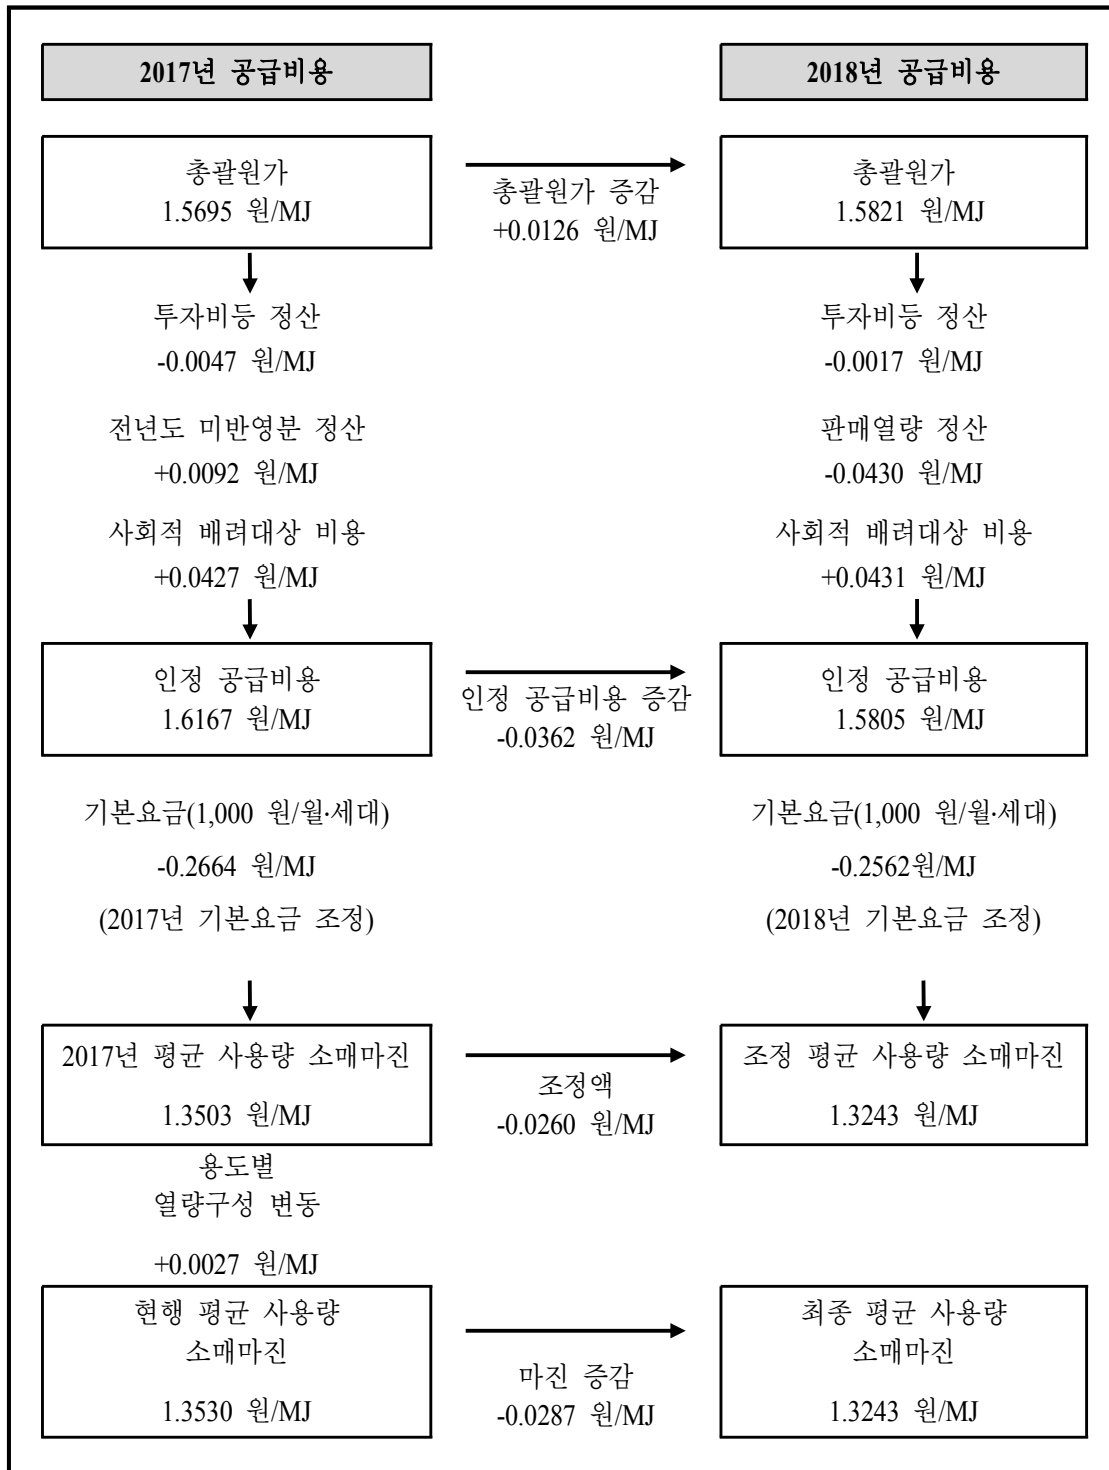 2017년 공급비용
2018년 공급비용
총괄원가
1.5695 원/MJ
총괄원가 증감
+0.0126 원/MJ
총괄원가
1.5821 원/MJ
투자비등 정산
-0.0047 원/MJ
투자비등 정산
-0.0017 원/MJ
전년도 미반영분 정산
+0.0092 원/MJ
판매열량 정산
-0.0430 원/MJ
사회적 배려대상 비용
+0.0427 원/MJ
사회적 배려대상 비용
+0.0431 원/MJ
인정 공급비용
1.6167 원/MJ
인정 공급비용 증감
-0.0362 원/MJ
인정 공급비용
1.5805 원/MJ
기본요금(1,000 원/월·세대)
-0.2664 원/MJ
(2017년 기본요금 조정)
기본요금(1,000 원/월·세대)
-0.2562원/MJ
(2018년 기본요금 조정)
2017년 평균 사용량 소매마진
1.3503 원/MJ
조정액
-0.0260 원/MJ
조정 평균 사용량 소매마진
1.3243 원/MJ
용도별
열량구성 변동
+0.0027 원/MJ
현행 평균 사용량
소매마진
1.3530 원/MJ
마진 증감
-0.0287 원/MJ
최종 평균 사용량
소매마진
1.3243 원/MJ